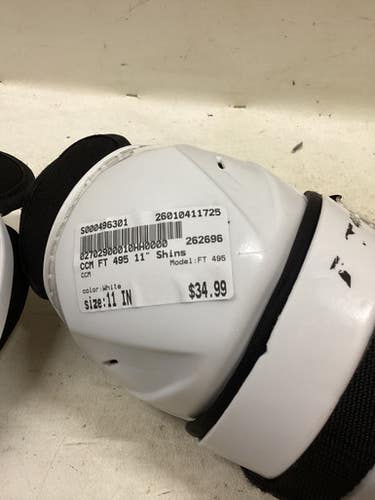 S000496301 26010411725
02702900010AA0000 262696
CCM FT 495 11" Shins
CCM Model:FT 495
color:White
size:11 IN $34.99